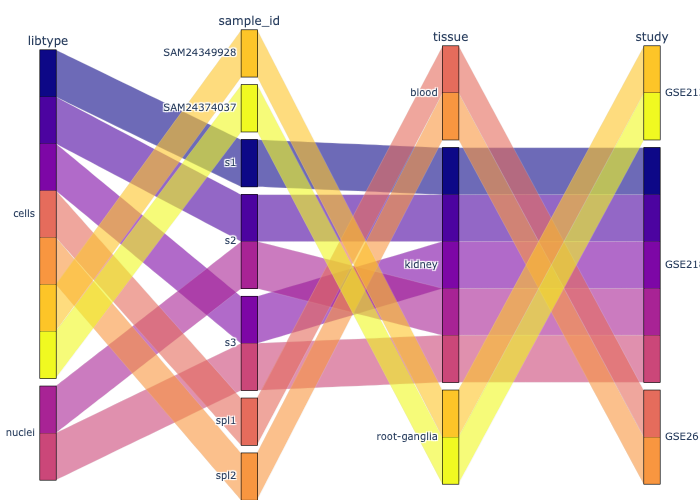 libtype
sample_id
tissue
study
SAM24349928
SAM24374037
s1
s2
s3
spl1
spl2
cells
nuclei
blood
kidney
root-ganglia
GSE21
GSE218
GSE26